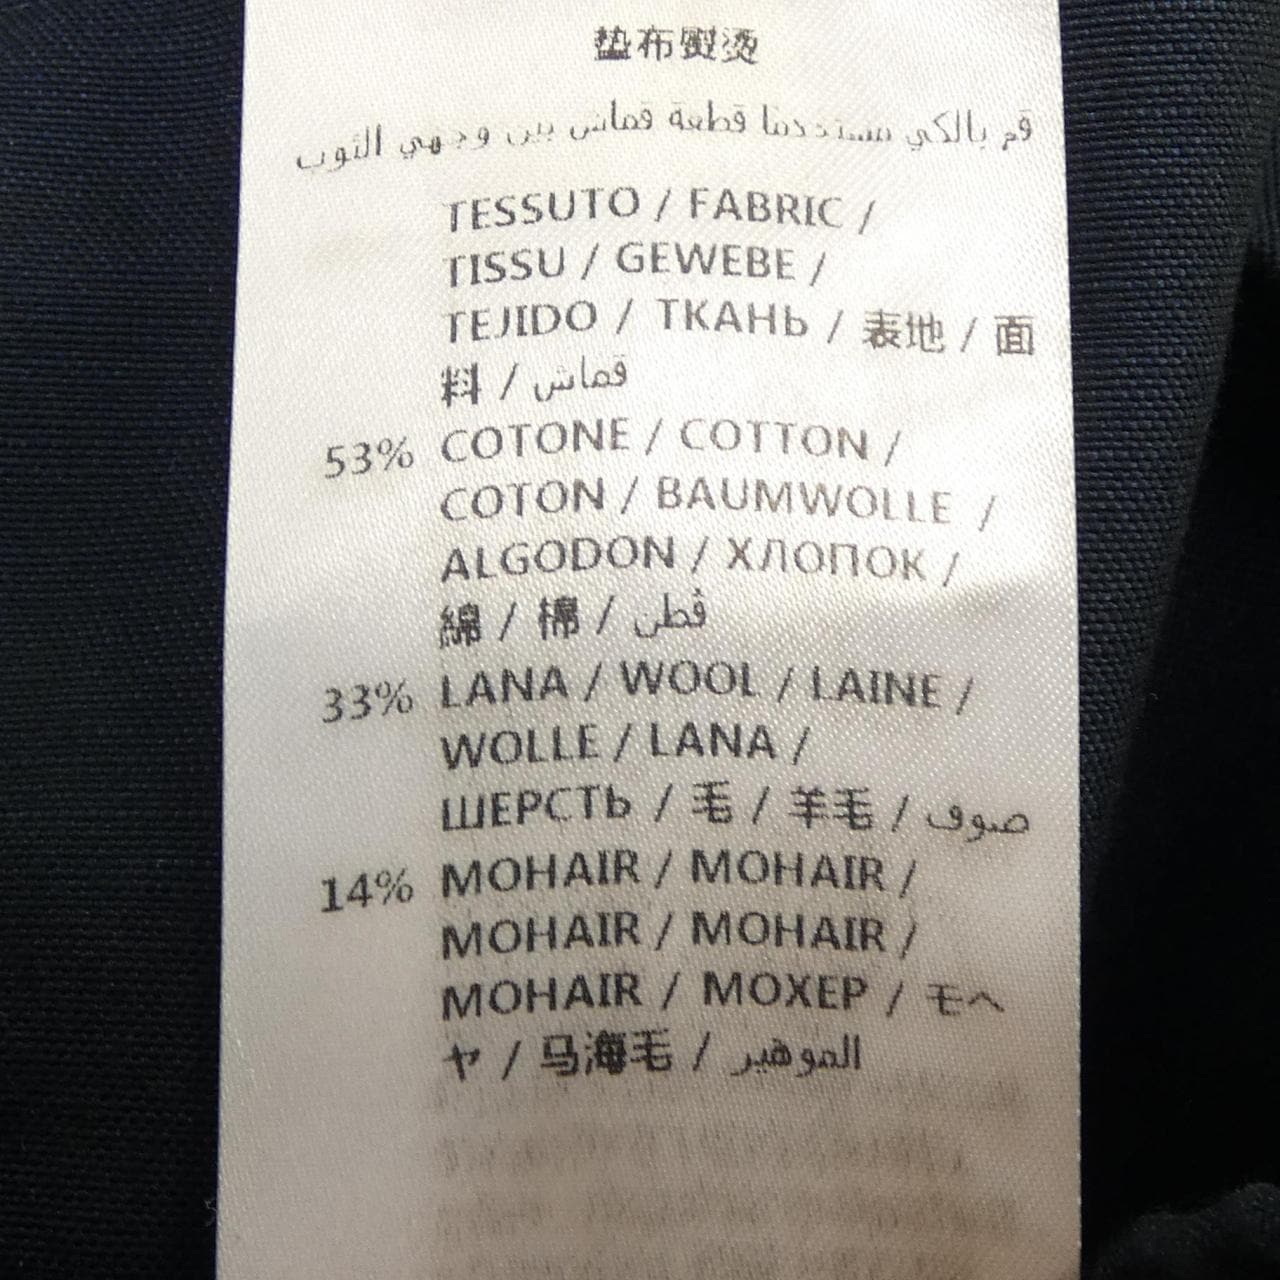 垫布熨烫
قم بالكي مستخدما قطعة قماش بين وجهي الثوب
TESSUTO / FABRIC /
TISSU / GEWEBE /
TEJIDO / ТКАНЬ / 表地 / 面
料 / قماش
53% COTONE / COTTON /
COTON / BAUMWOLLE /
ALGODON / ХЛОПОК /
綿 / 棉 / قطن
33% LANA / WOOL / LAINE /
WOLLE / LANA /
ШЕРСТЬ / 毛 / 羊毛 / صوف
14% MOHAIR / MOHAIR /
MOHAIR / MOHAIR /
MOHAIR / МОХЕР / モヘ
ヤ / 马海毛 / الموهير